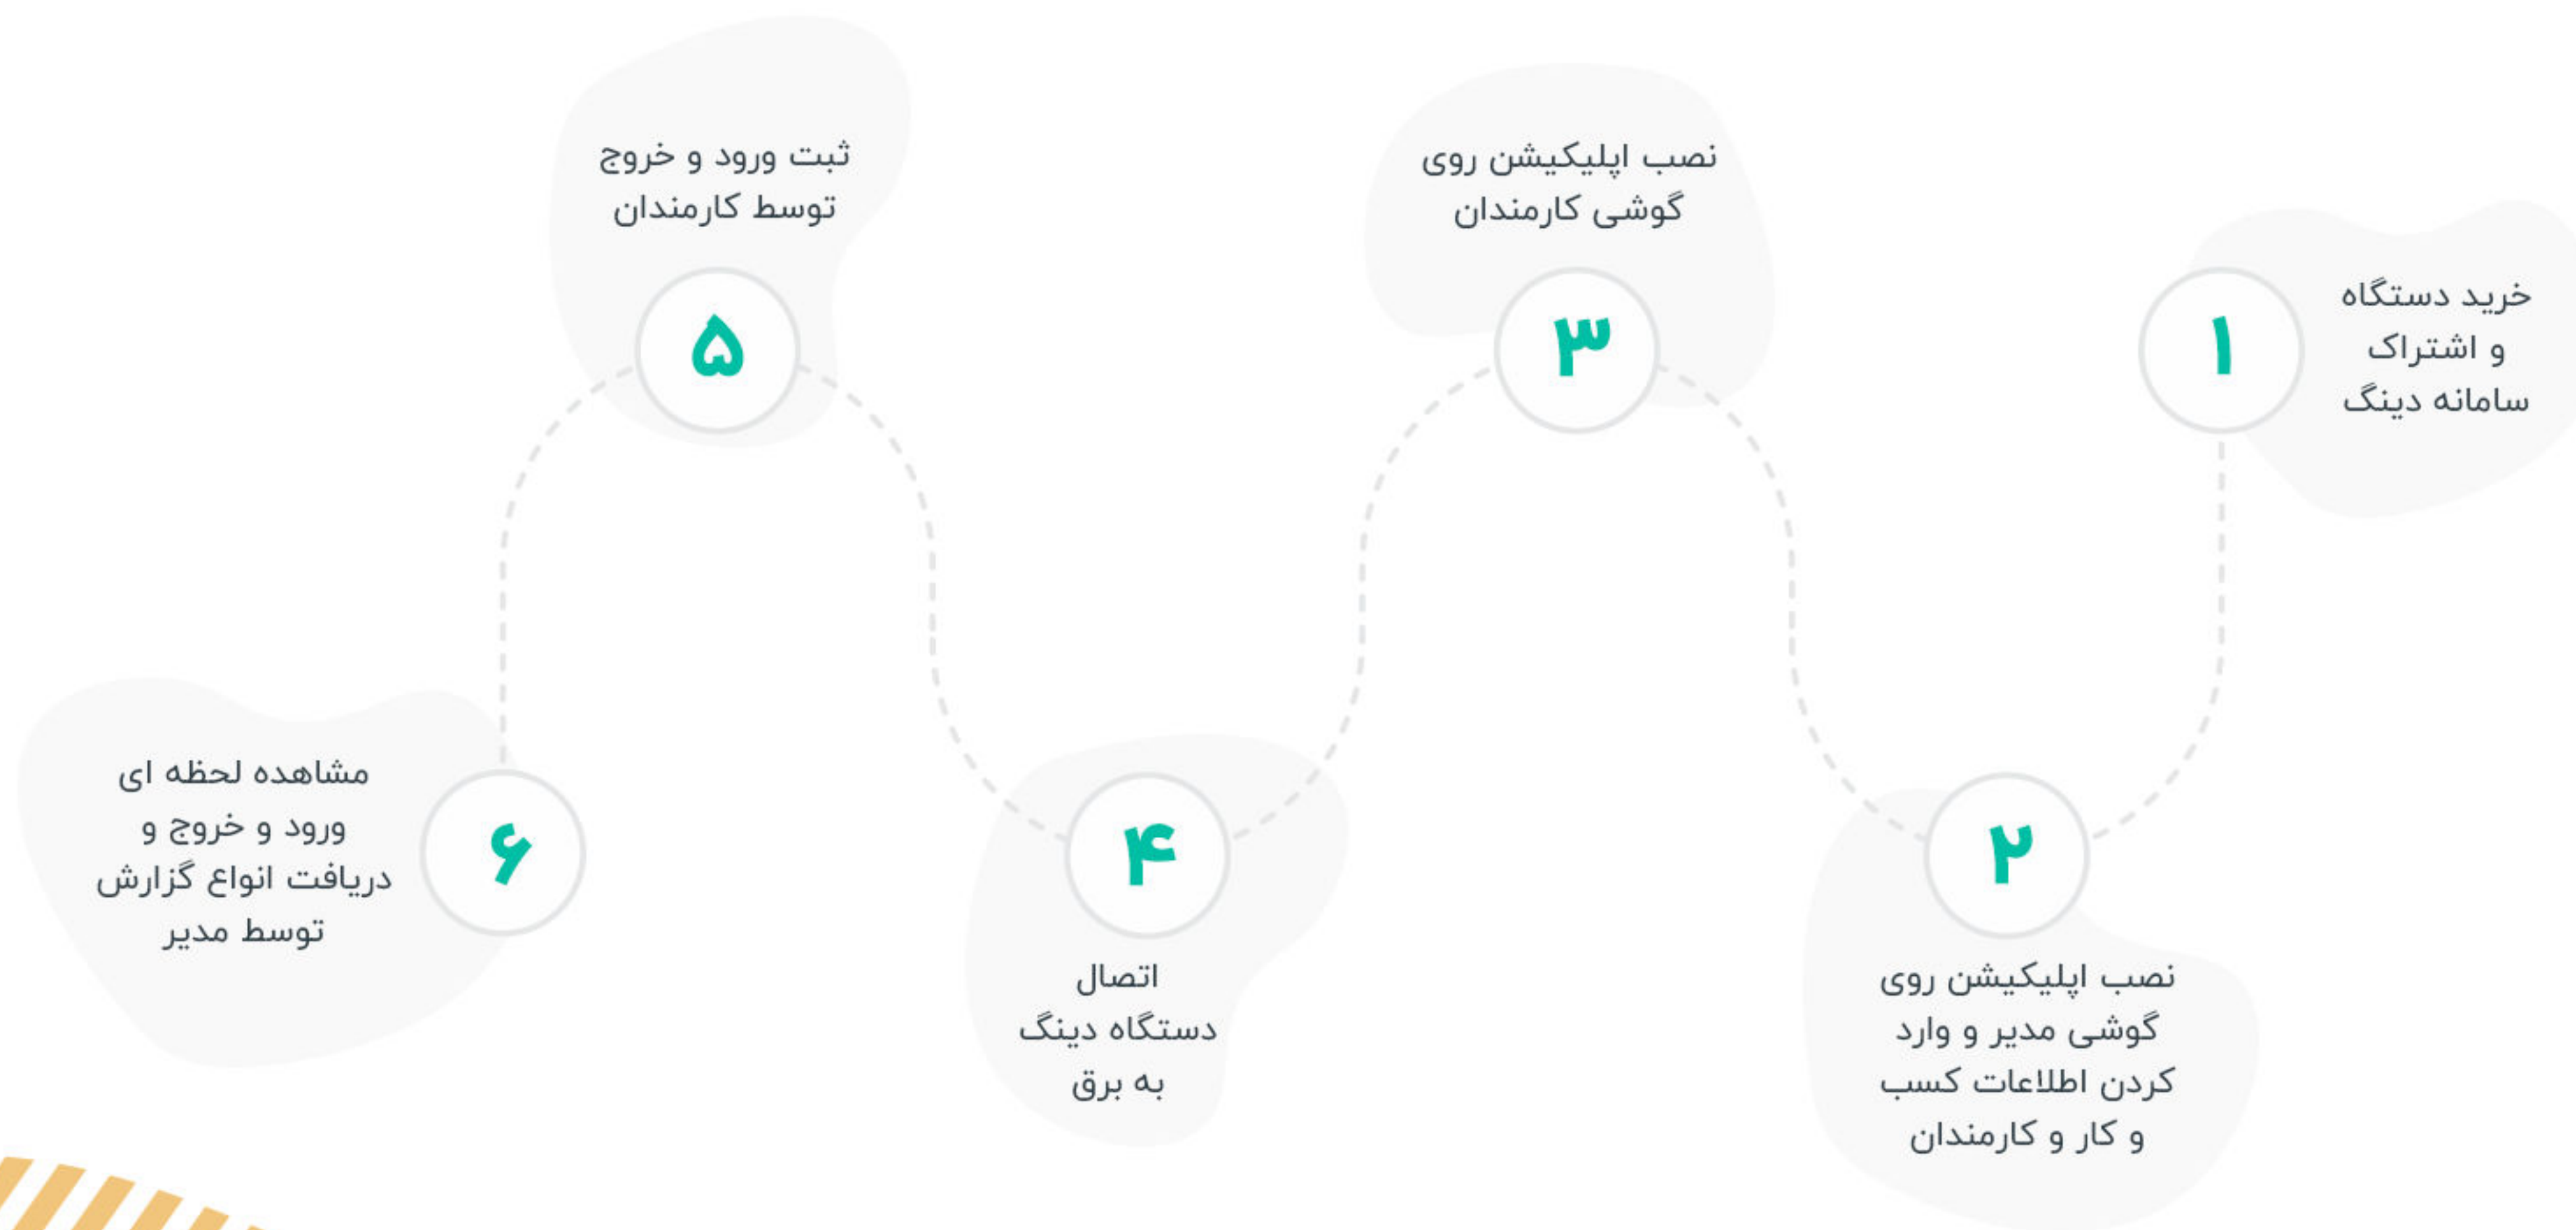 ۱
خرید دستگاه
و اشتراک
سامانه دینگ
۲
نصب اپلیکیشن روی
گوشی مدیر و وارد
کردن اطلاعات کسب
و کار و کارمندان
نصب اپلیکیشن روی
گوشی کارمندان
۳
۴
اتصال
دستگاه دینگ
به برق
ثبت ورود و خروج
توسط کارمندان
۵
۶
مشاهده لحظه ای
ورود و خروج و
دریافت انواع گزارش
توسط مدیر